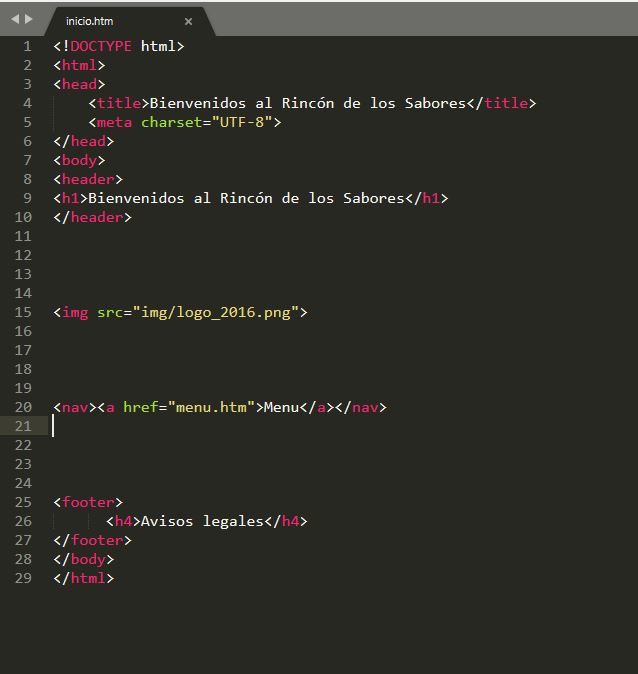 inicio.htm ×
1 <!DOCTYPE html>
2 <html>
3 <head>
4     <title>Bienvenidos al Rincón de los Sabores</title>
5     <meta charset="UTF-8">
6 </head>
7 <body>
8 <header>
9 <h1>Bienvenidos al Rincón de los Sabores</h1>
10 </header>
11
12
13
14
15 <img src="img/logo_2016.png">
16
17
18
19
20 <nav><a href="menu.htm">Menu</a></nav>
21
22
23
24
25 <footer>
26       <h4>Avisos legales</h4>
27 </footer>
28 </body>
29 </html>